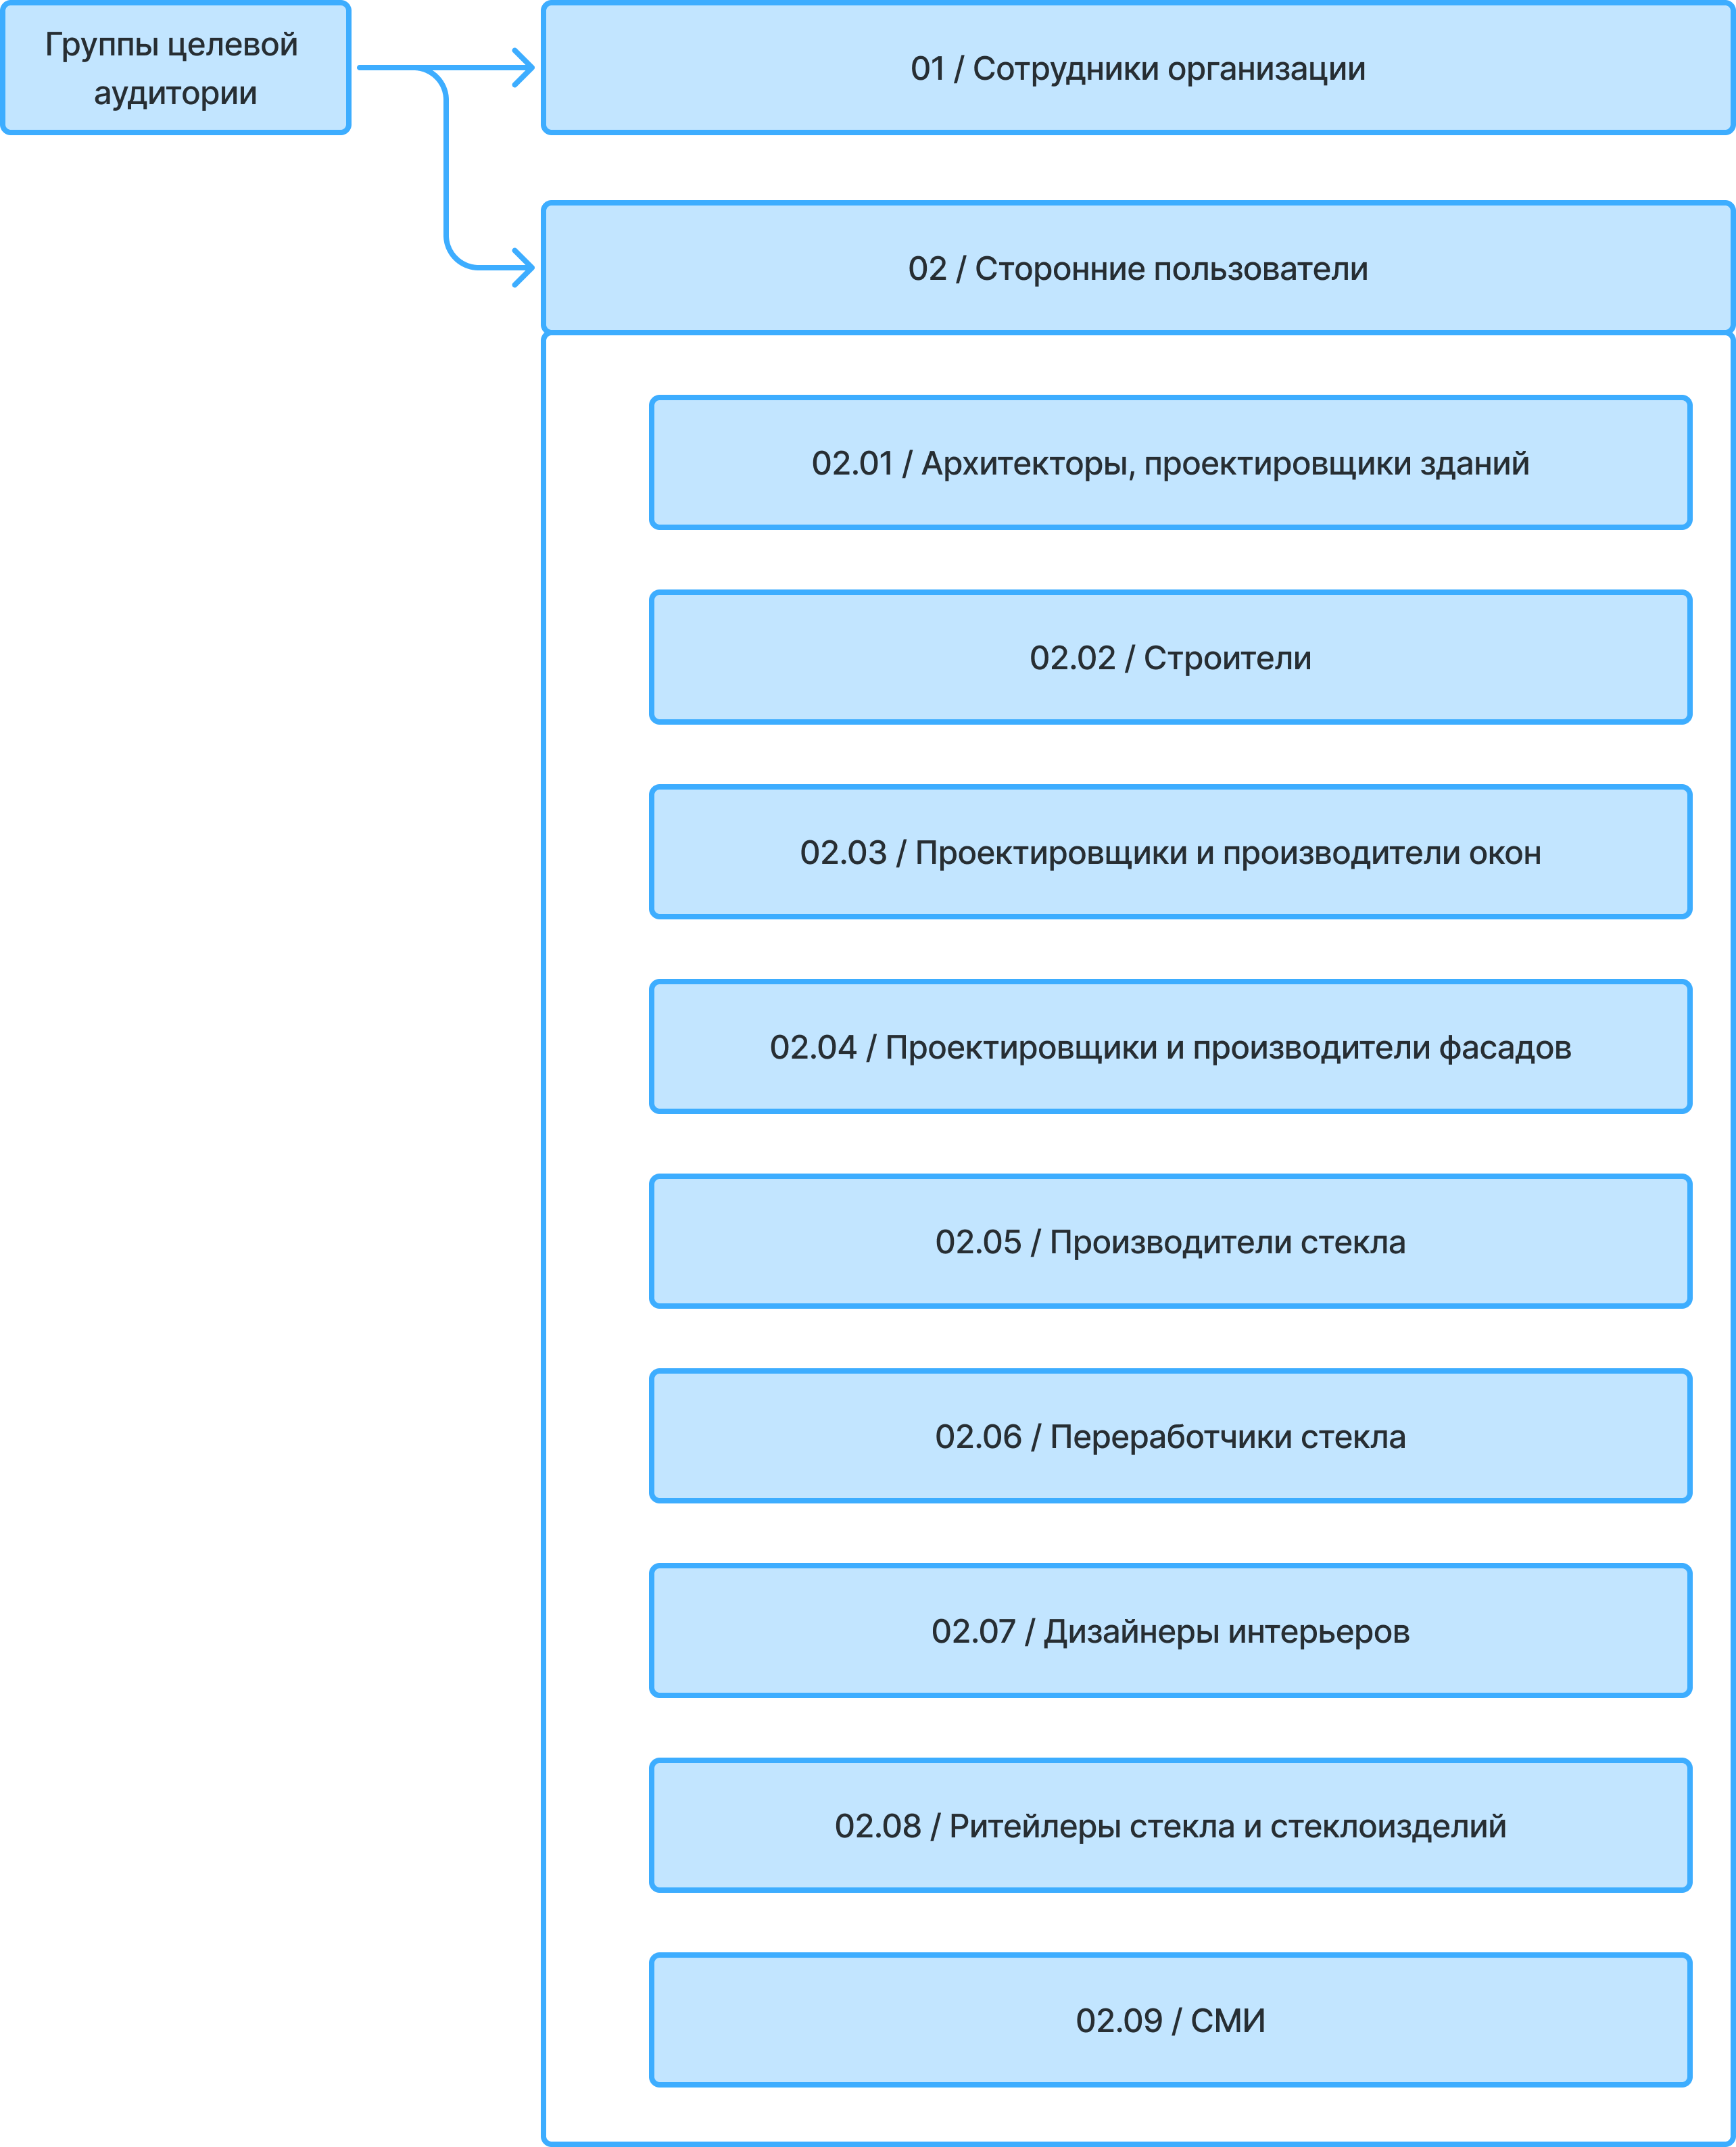 Группы целевой
аудитории
01 / Сотрудники организации
02 / Сторонние пользователи
02.01 / Архитекторы, проектировщики зданий
02.02 / Строители
02.03 / Проектировщики и производители окон
02.04 / Проектировщики и производители фасадов
02.05 / Производители стекла
02.06 / Переработчики стекла
02.07 / Дизайнеры интерьеров
02.08 / Ритейлеры стекла и стеклоизделий
02.09 / СМИ